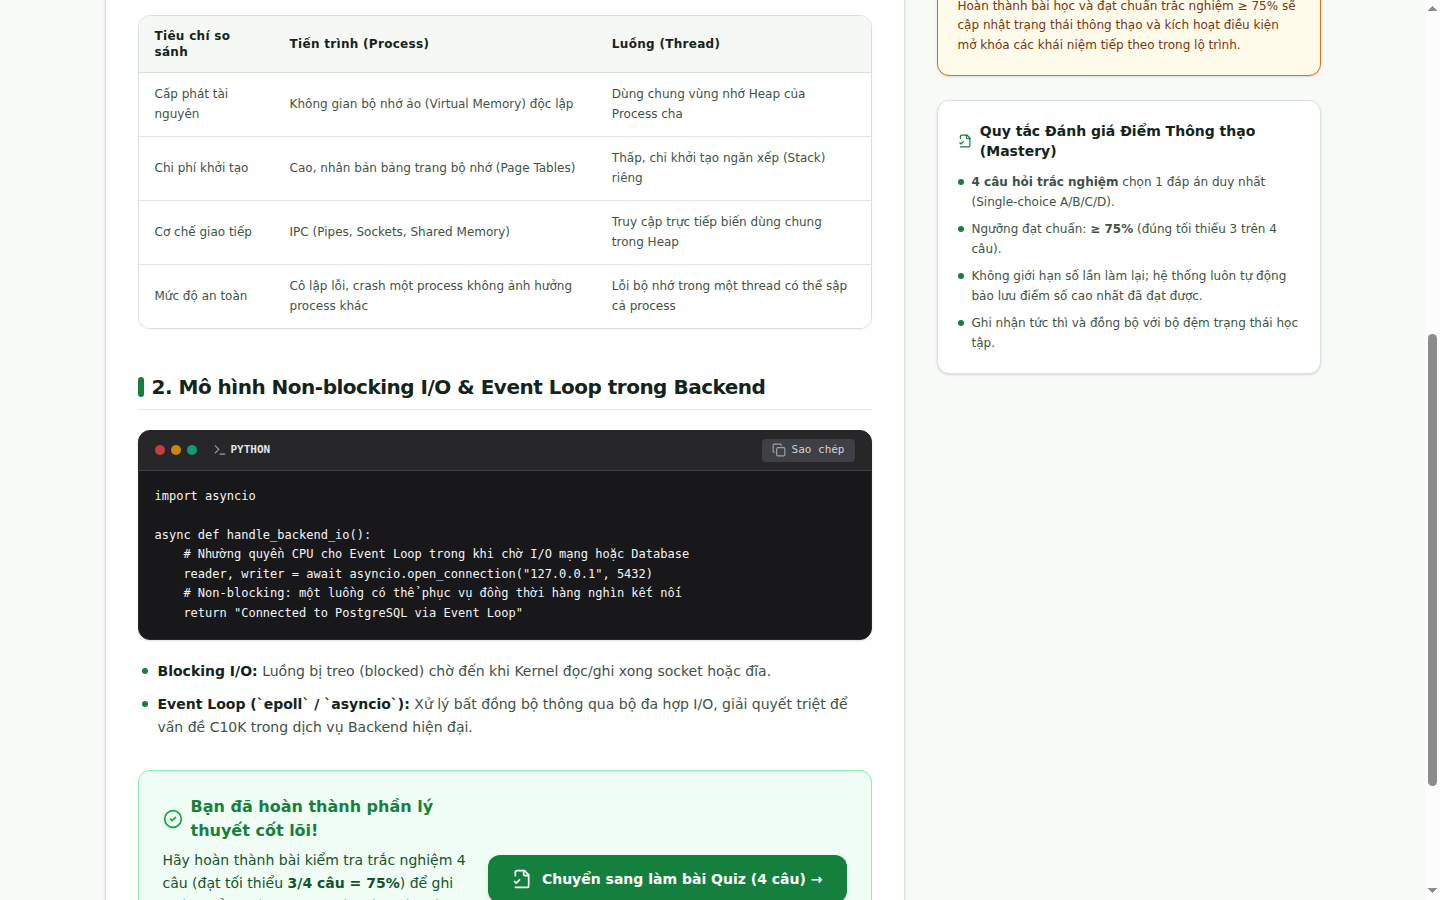 Tiêu chí so
sánh
Tiến trình (Process)
Luồng (Thread)
Cấp phát tài
nguyên
Không gian bộ nhớ ảo (Virtual Memory) độc lập
Dùng chung vùng nhớ Heap của
Process cha
Chi phí khởi tạo
Cao, nhân bản bảng trang bộ nhớ (Page Tables)
Thấp, chỉ khởi tạo ngăn xếp (Stack)
riêng
Cơ chế giao tiếp
IPC (Pipes, Sockets, Shared Memory)
Truy cập trực tiếp biến dùng chung
trong Heap
Mức độ an toàn
Cô lập lỗi, crash một process không ảnh hưởng
process khác
Lỗi bộ nhớ trong một thread có thể sập
cả process
2. Mô hình Non-blocking I/O & Event Loop trong Backend
PYTHON
Sao chép
import asyncio
async def handle_backend_io():
    # Nhường quyền CPU cho Event Loop trong khi chờ I/O mạng hoặc Database
    reader, writer = await asyncio.open_connection("127.0.0.1", 5432)
    # Non-blocking: một luồng có thể phục vụ đồng thời hàng nghìn kết nối
    return "Connected to PostgreSQL via Event Loop"
Blocking I/O: Luồng bị treo (blocked) chờ đến khi Kernel đọc/ghi xong socket hoặc đĩa.
Event Loop (`epoll` / `asyncio`): Xử lý bất đồng bộ thông qua bộ đa hợp I/O, giải quyết triệt để
vấn đề C10K trong dịch vụ Backend hiện đại.
Bạn đã hoàn thành phần lý
thuyết cốt lõi!
Hãy hoàn thành bài kiểm tra trắc nghiệm 4
câu (đạt tối thiểu 3/4 câu = 75%) để ghi
Chuyển sang làm bài Quiz (4 câu) →
Hoàn thành bài học và đạt chuẩn trắc nghiệm ≥ 75% sẽ
cập nhật trạng thái thông thạo và kích hoạt điều kiện
mở khóa các khái niệm tiếp theo trong lộ trình.
Quy tắc Đánh giá Điểm Thông thạo
(Mastery)
4 câu hỏi trắc nghiệm chọn 1 đáp án duy nhất
(Single-choice A/B/C/D).
Ngưỡng đạt chuẩn: ≥ 75% (đúng tối thiểu 3 trên 4
câu).
Không giới hạn số lần làm lại; hệ thống luôn tự động
bảo lưu điểm số cao nhất đã đạt được.
Ghi nhận tức thì và đồng bộ với bộ đệm trạng thái học
tập.